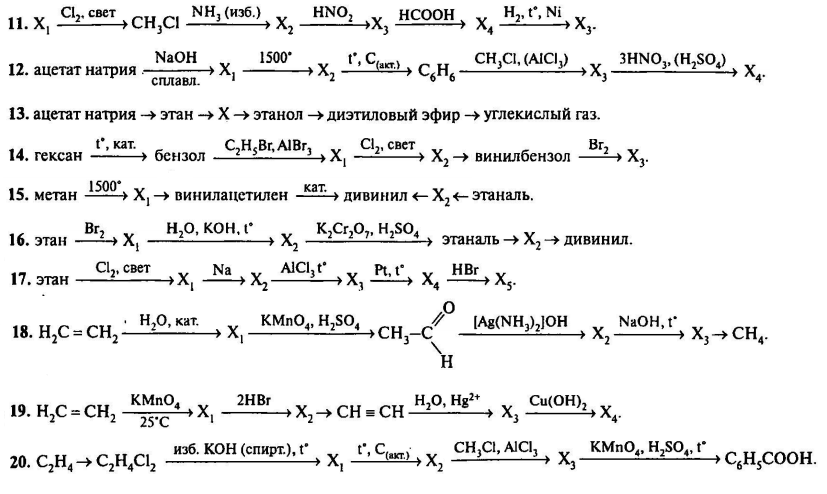 11. X₁ —Cl₂, свет→ CH₃Cl —NH₃ (изб.)→ X₂ —HNO₂→ X₃ —HCOOH→ X₄ —H₂, t°, Ni→ X₃.
12. ацетат натрия —NaOH сплавл.→ X₁ —1500°→ X₂ —t°, C(акт.)→ C₆H₆ —CH₃Cl, (AlCl₃)→ X₃ —3HNO₃, (H₂SO₄)→ X₄.
13. ацетат натрия → этан → X → этанол → диэтиловый эфир → углекислый газ.
14. гексан —t°, кат.→ бензол —C₂H₅Br, AlBr₃→ X₁ —Cl₂, свет→ X₂ → винилбензол —Br₂→ X₃.
15. метан —1500°→ X₁ → винилацетилен —кат.→ дивинил ← X₂ ← этаналь.
16. этан —Br₂→ X₁ —H₂O, KOH, t°→ X₂ —K₂Cr₂O₇, H₂SO₄→ этаналь → X₂ → дивинил.
17. этан —Cl₂, свет→ X₁ —Na→ X₂ —AlCl₃ t°→ X₃ —Pt, t°→ X₄ —HBr→ X₅.
18. H₂C=CH₂ —H₂O, кат.→ X₁ —KMnO₄, H₂SO₄→ CH₃–C(=O)–H —[Ag(NH₃)₂]OH→ X₂ —NaOH, t°→ X₃ → CH₄.
19. H₂C=CH₂ —KMnO₄ 25°C→ X₁ —2HBr→ X₂ → CH≡CH —H₂O, Hg²⁺→ X₃ —Cu(OH)₂→ X₄.
20. C₂H₄ → C₂H₄Cl₂ —изб. KOH (спирт.), t°→ X₁ —t°, C(акт.)→ X₂ —CH₃Cl, AlCl₃→ X₃ —KMnO₄, H₂SO₄, t°→ C₆H₅COOH.